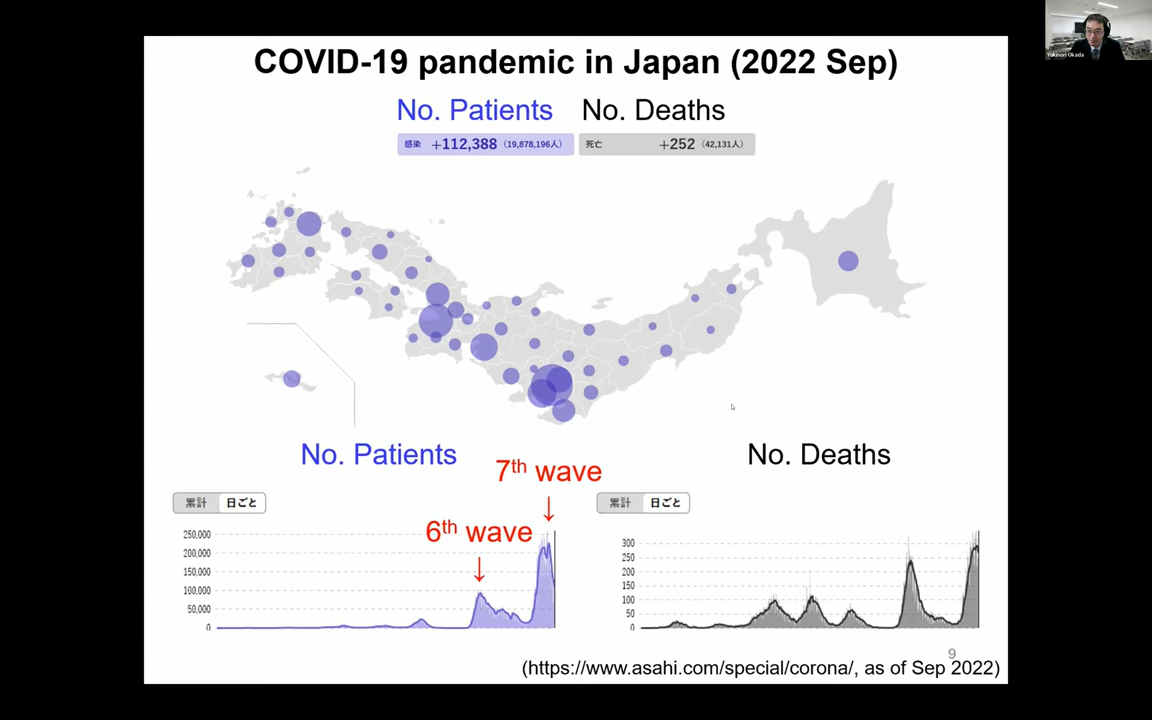 COVID-19 pandemic in Japan (2022 Sep)
Yukinori Okada
No. Patients No. Deaths
感染 +112,388 (19,878,196人) 死亡 +252 (42,131人)
No. Patients
7th wave
No. Deaths
累計 日ごと
累計 日ごと
6th wave
250,000
200,000
150,000
100,000
50,000
0
300
250
200
150
100
50
0
9
(https://www.asahi.com/special/corona/, as of Sep 2022)